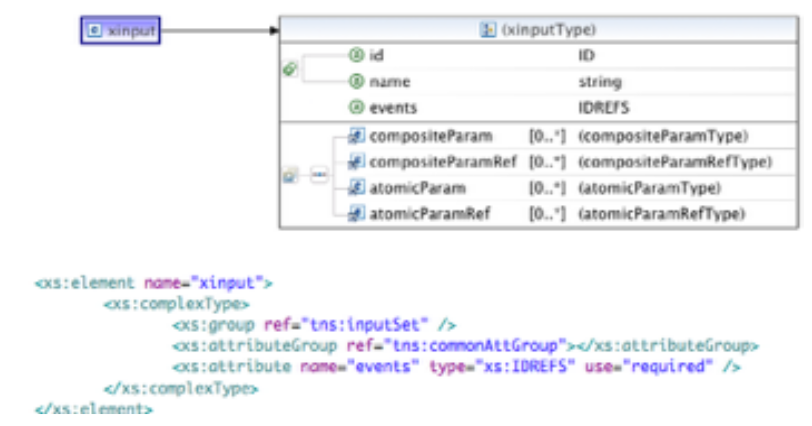 e xinput
(xinputType)
id ID
name string
events IDREFS
compositeParam [0..*] (compositeParamType)
compositeParamRef [0..*] (compositeParamRefType)
atomicParam [0..*] (atomicParamType)
atomicParamRef [0..*] (atomicParamRefType)
<xs:element name="xinput">
<xs:complexType>
<xs:group ref="tns:inputSet" />
<xs:attributeGroup ref="tns:commonAttGroup"></xs:attributeGroup>
<xs:attribute name="events" type="xs:IDREFS" use="required" />
</xs:complexType>
</xs:element>